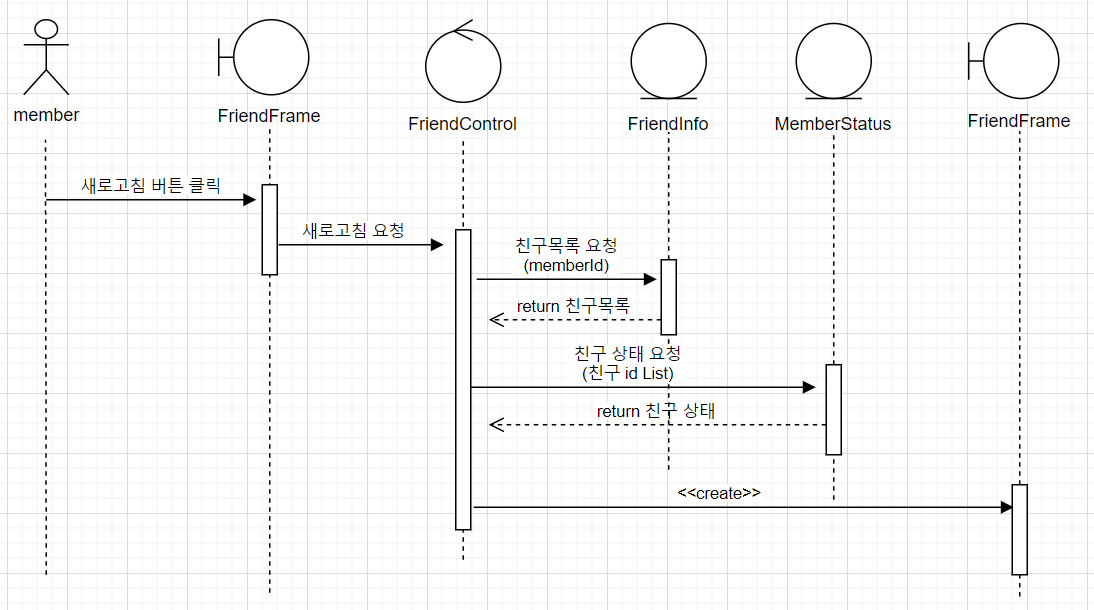 member
FriendFrame
FriendControl
FriendInfo
MemberStatus
FriendFrame
새로고침 버튼 클릭
새로고침 요청
친구목록 요청
(memberId)
return 친구목록
친구 상태 요청
(친구 id List)
return 친구 상태
<<create>>